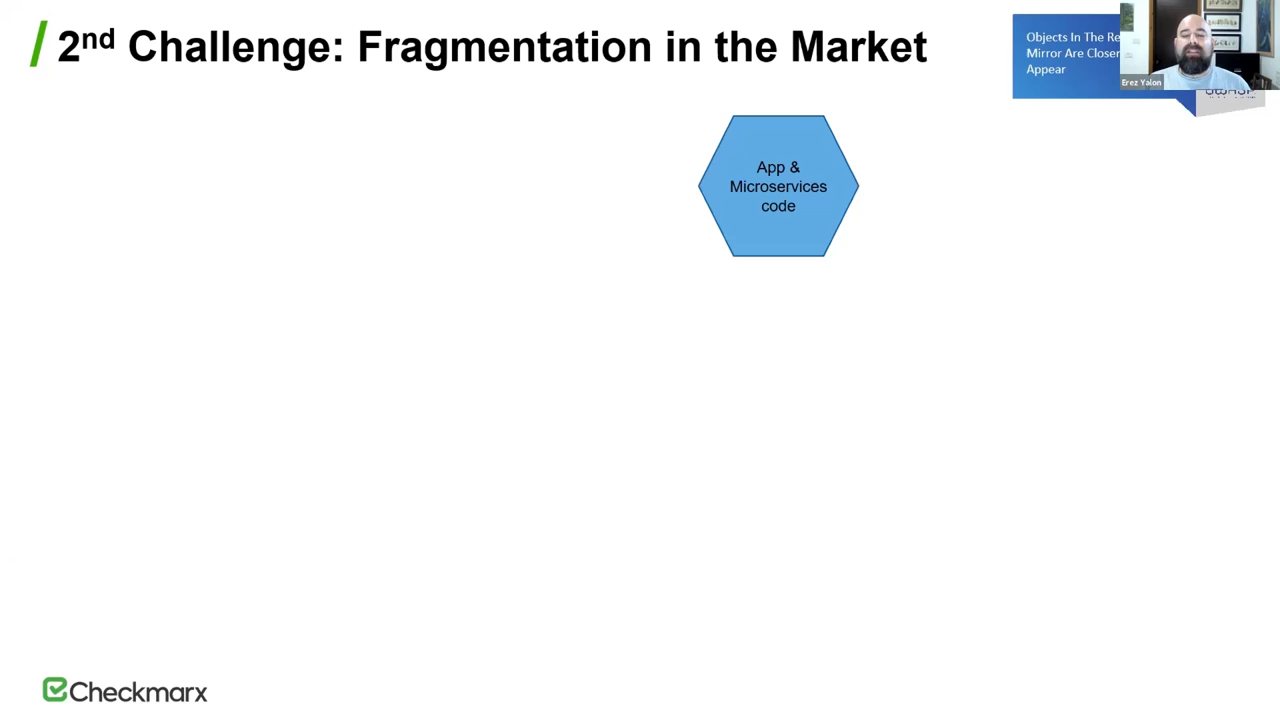 2nd Challenge: Fragmentation in the Market
Objects In The Re
Mirror Are Closer
Appear
Erez Yalon
App &
Microservices
code
Checkmarx